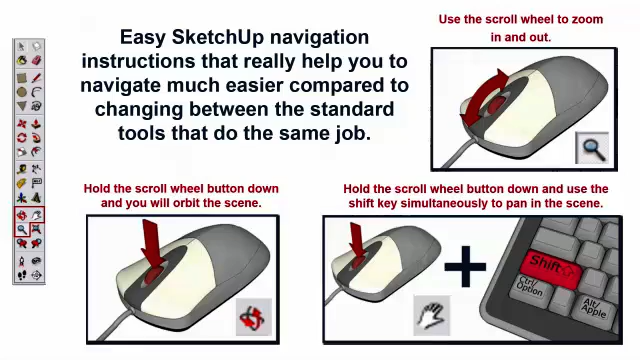 Easy SketchUp navigation
instructions that really help you to
navigate much easier compared to
changing between the standard
tools that do the same job.
Use the scroll wheel to zoom
in and out.
Hold the scroll wheel button down
and you will orbit the scene.
Hold the scroll wheel button down and use the
shift key simultaneously to pan in the scene.
Shift
Ctrl/
Option
Alt/
Apple